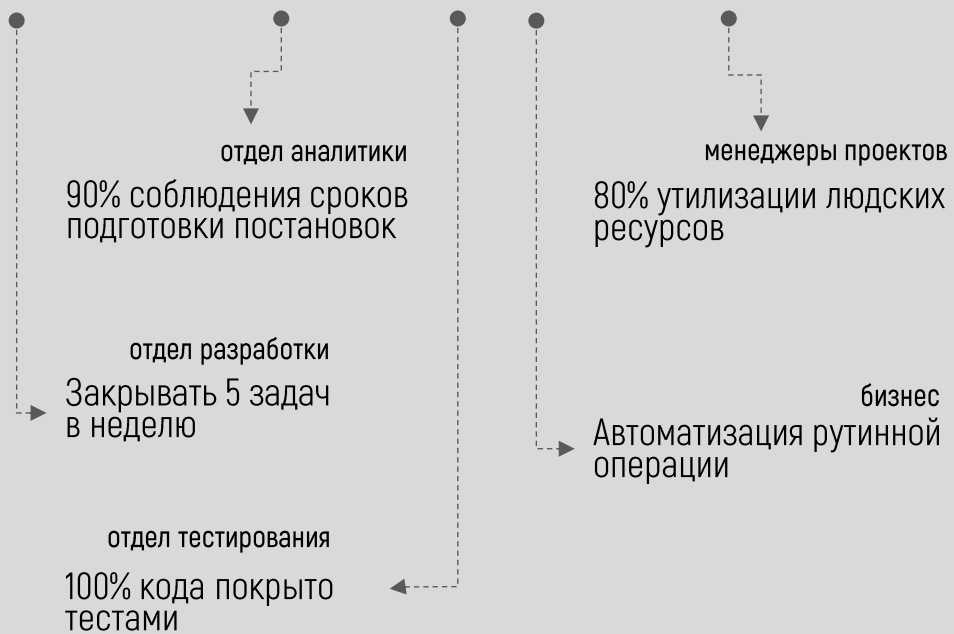 отдел аналитики
90% соблюдения сроков
подготовки постановок
отдел разработки
Закрывать 5 задач
в неделю
отдел тестирования
100% кода покрыто
тестами
менеджеры проектов
80% утилизации людских
ресурсов
бизнес
Автоматизация рутинной
операции